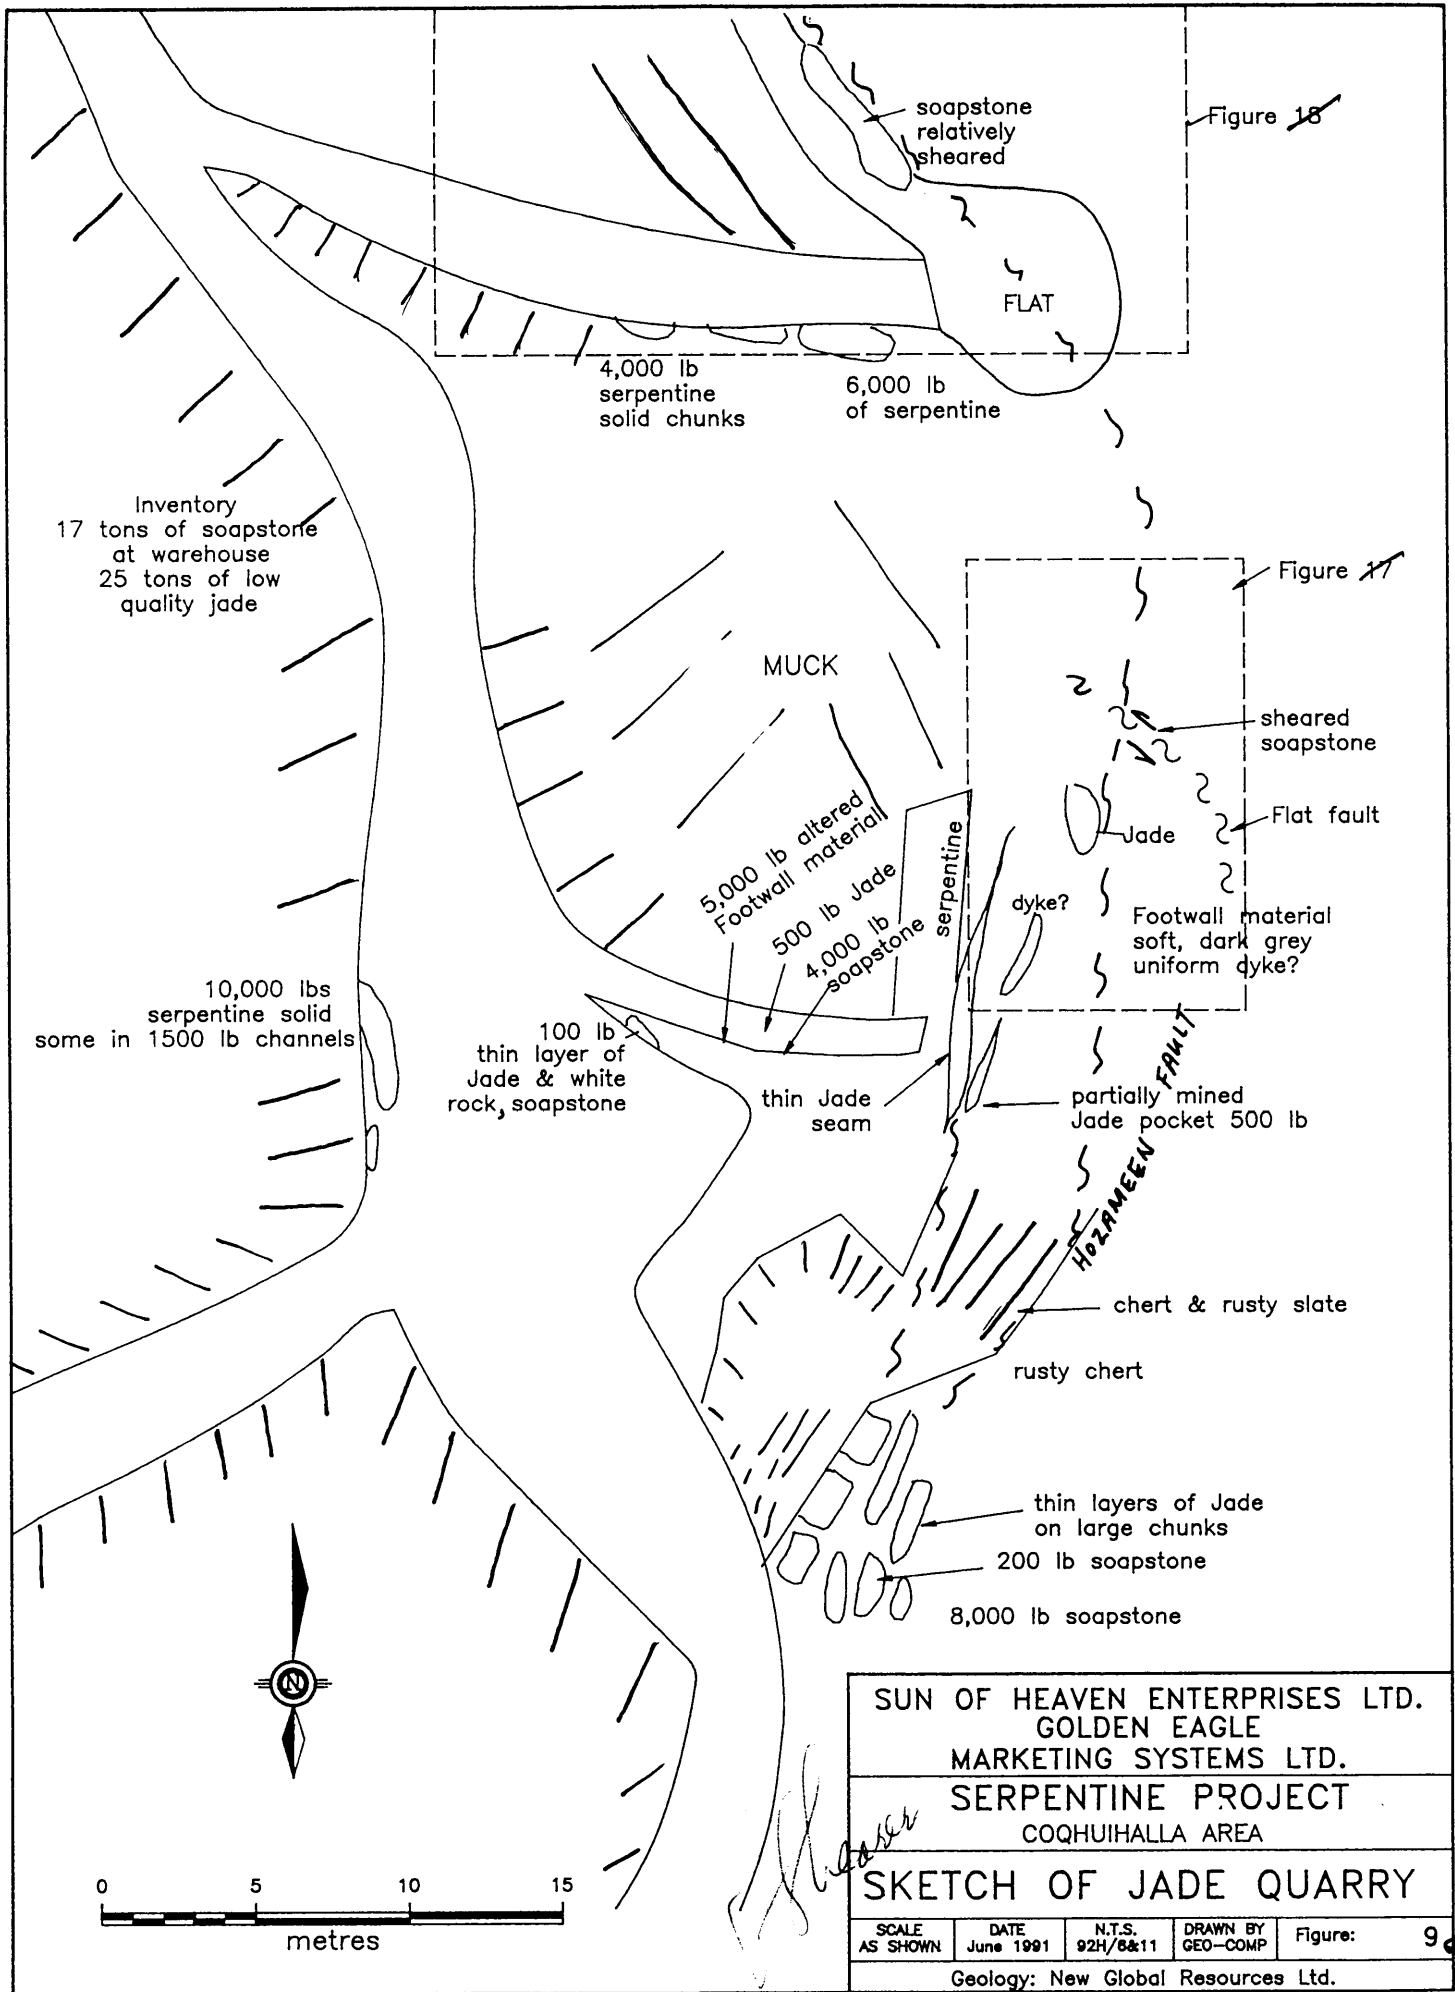 soapstone
relatively
sheared
Figure 18
FLAT
4,000 lb
serpentine
solid chunks
6,000 lb
of serpentine
Inventory
17 tons of soapstone
at warehouse
25 tons of low
quality jade
Figure 17
MUCK
sheared
soapstone
Flat fault
Jade
5,000 lb altered
Footwall material
500 lb Jade
4,000 lb
soapstone
serpentine
dyke?
Footwall material
soft, dark grey
uniform dyke?
10,000 lbs
serpentine solid
some in 1500 lb channels
100 lb
thin layer of
Jade & white
rock, soapstone
thin Jade
seam
partially mined
Jade pocket 500 lb
HOZAMEEN FAULT
chert & rusty slate
rusty chert
thin layers of Jade
on large chunks
200 lb soapstone
8,000 lb soapstone
N
0 5 10 15
metres
SUN OF HEAVEN ENTERPRISES LTD.
GOLDEN EAGLE
MARKETING SYSTEMS LTD.
SERPENTINE PROJECT
COQHUIHALLA AREA
SKETCH OF JADE QUARRY
SCALE
AS SHOWN
DATE
June 1991
N.T.S.
92H/6&11
DRAWN BY
GEO-COMP
Figure: 9
Geology: New Global Resources Ltd.